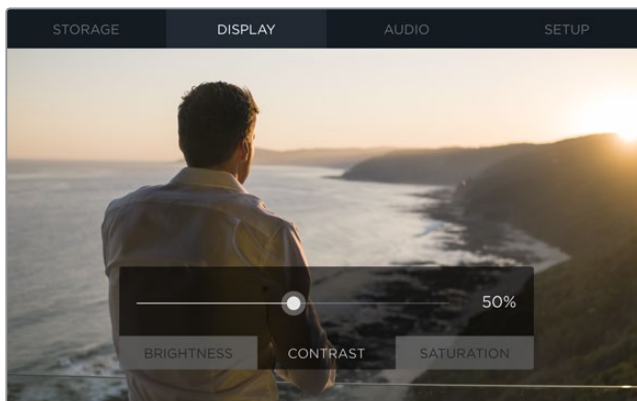 STORAGE DISPLAY AUDIO SETUP
50%
BRIGHTNESS CONTRAST SATURATION